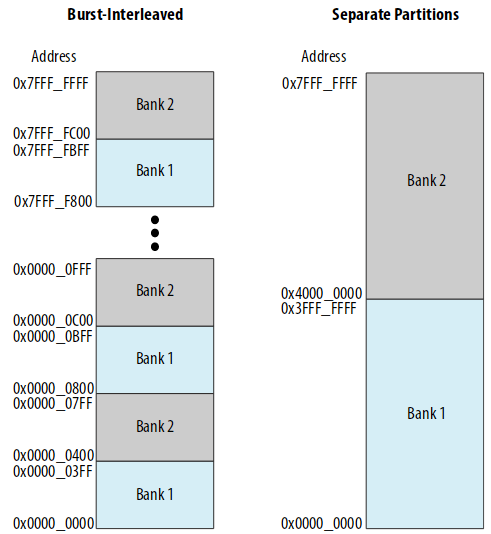 Burst-Interleaved
Address
0x7FFF_FFFF
Bank 2
0x7FFF_FC00
0x7FFF_FBFF
Bank 1
0x7FFF_F800
0x0000_0FFF
Bank 2
0x0000_0C00
0x0000_0BFF
Bank 1
0x0000_0800
0x0000_07FF
Bank 2
0x0000_0400
0x0000_03FF
Bank 1
0x0000_0000
Separate Partitions
Address
0x7FFF_FFFF
Bank 2
0x4000_0000
0x3FFF_FFFF
Bank 1
0x0000_0000